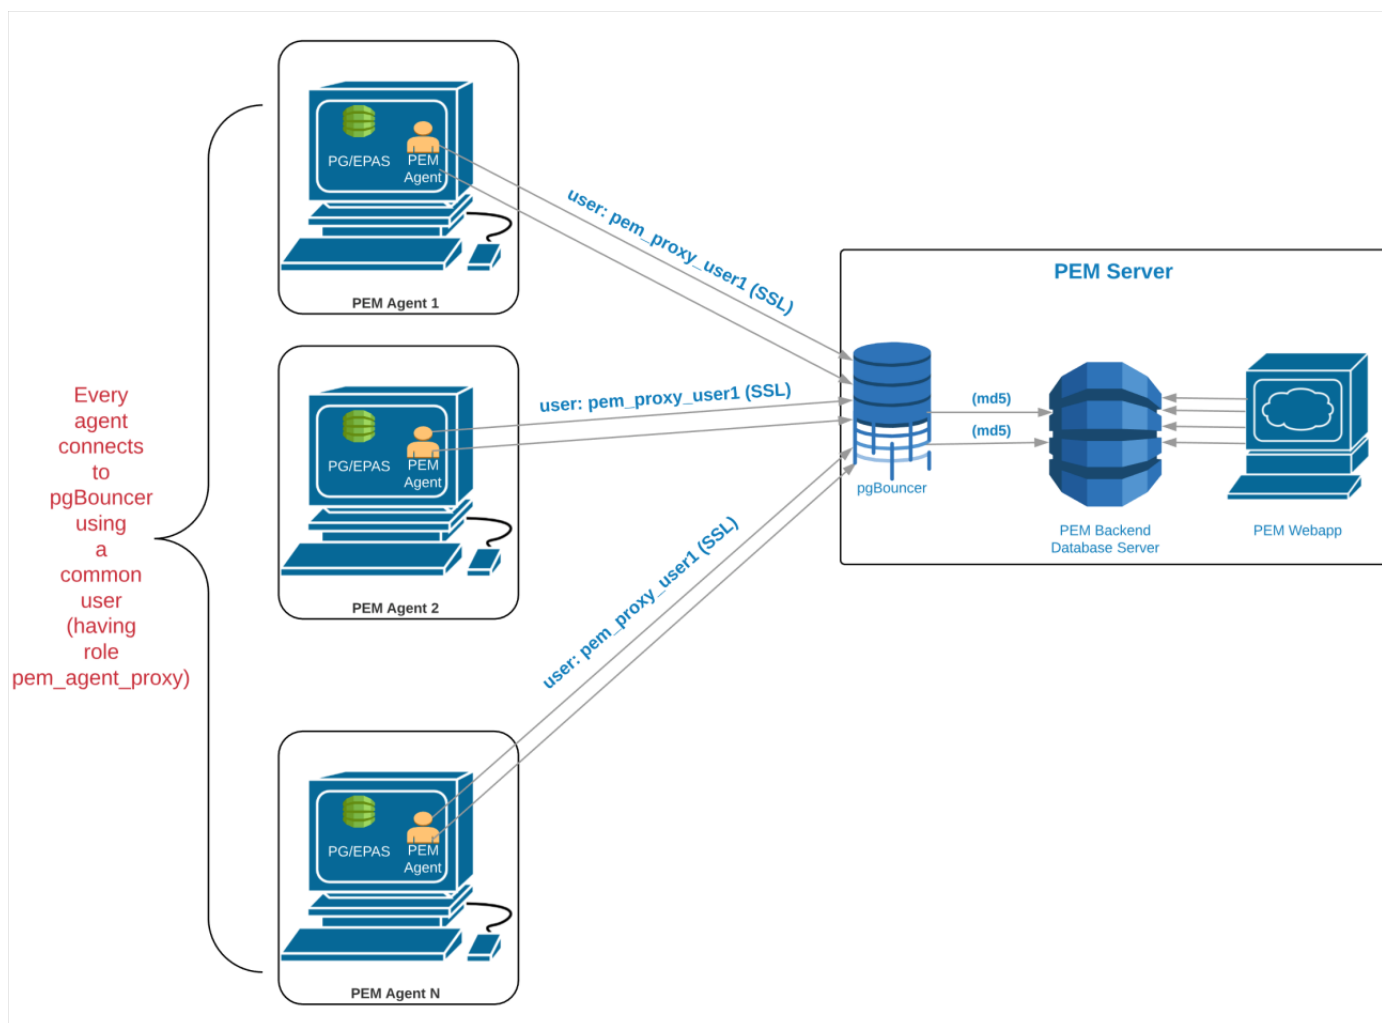 Every
agent
connects
to
pgBouncer
using
a
common
user
(having
role
pem_agent_proxy)
PG/EPAS
PEM
Agent
PEM Agent 1
user: pem_proxy_user1 (SSL)
PG/EPAS
PEM
Agent
PEM Agent 2
user: pem_proxy_user1 (SSL)
PG/EPAS
PEM
Agent
PEM Agent N
user: pem_proxy_user1 (SSL)
PEM Server
pgBouncer
(md5)
(md5)
PEM Backend
Database Server
PEM Webapp